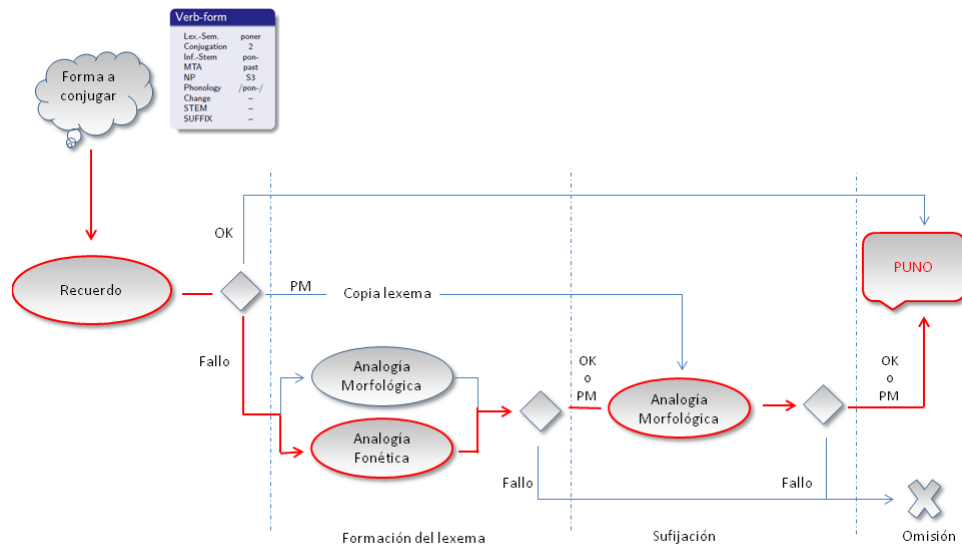 Verb-form
Lex.-Sem. poner
Conjugation 2
Inf.-Stem pon-
MTA past
NP S3
Phonology /pon-/
Change –
STEM –
SUFFIX –
Forma a
conjugar
OK
Recuerdo
PM
Copia lexema
PUNO
Fallo
Analogía
Morfológica
OK
o
PM
Analogía
Morfológica
OK
o
PM
Analogía
Fonética
Fallo
Fallo
Formación del lexema
Sufijación
Omisión